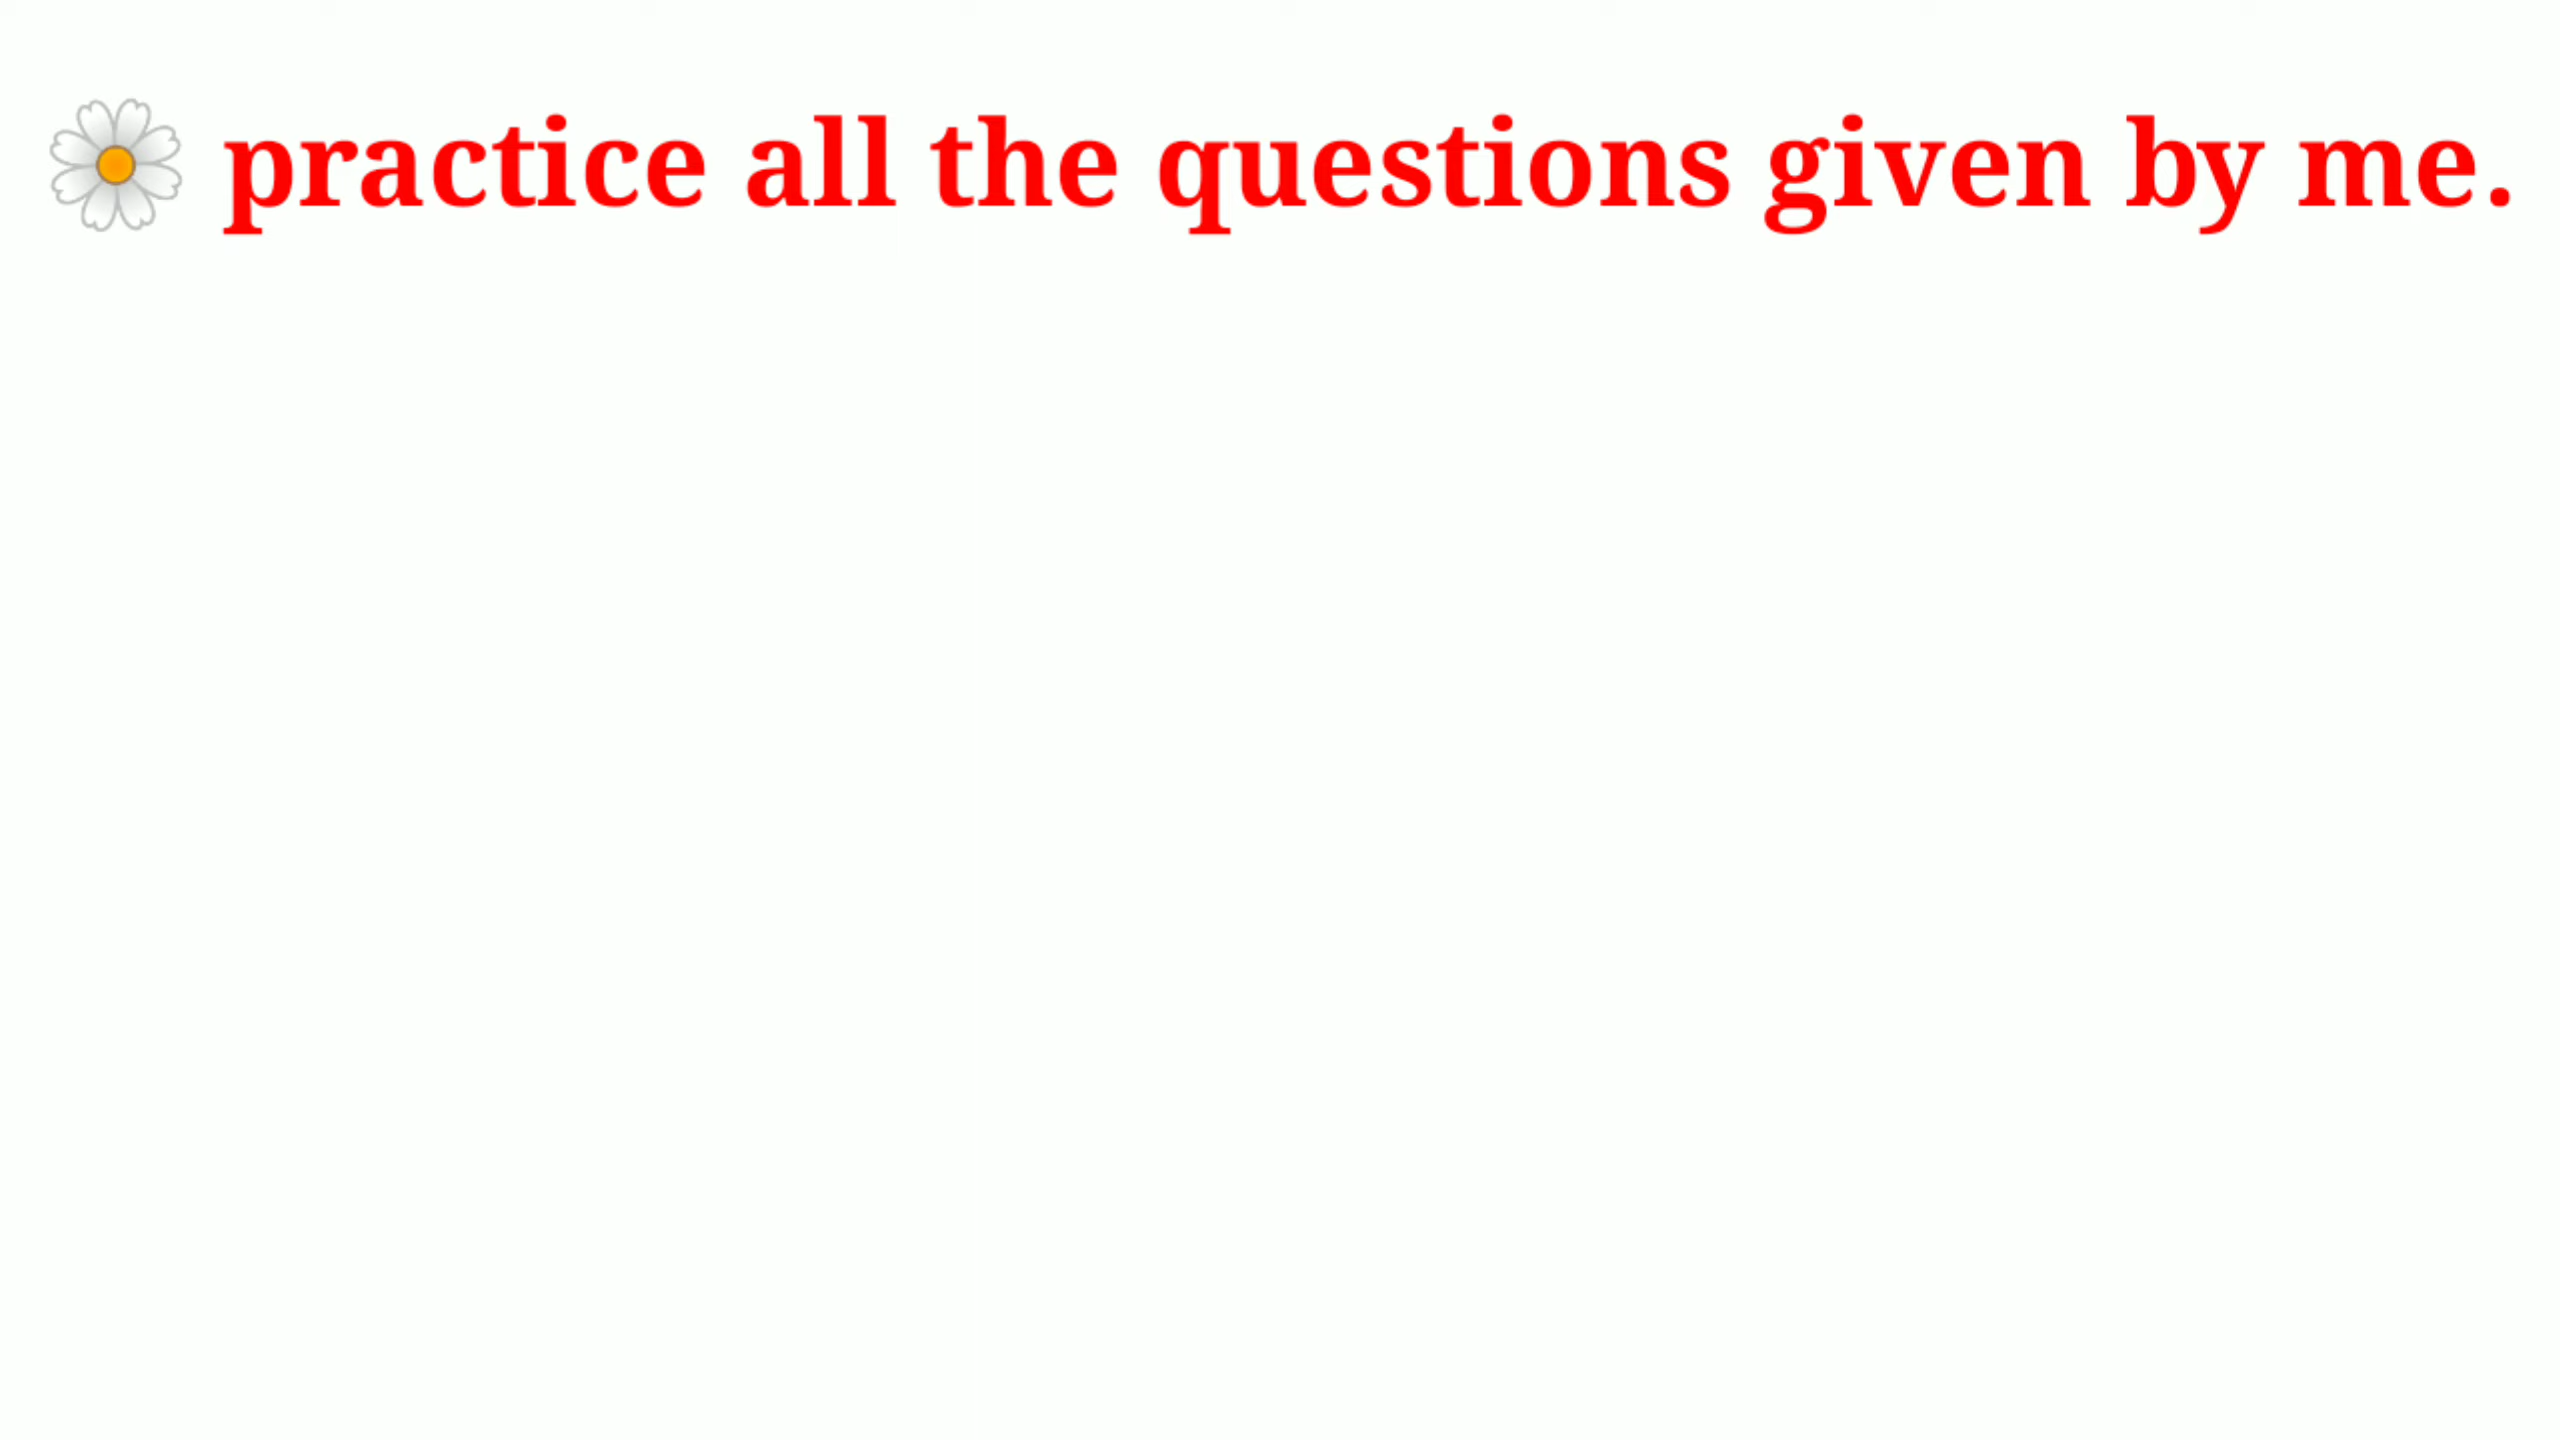 🌼 practice all the questions given by me.